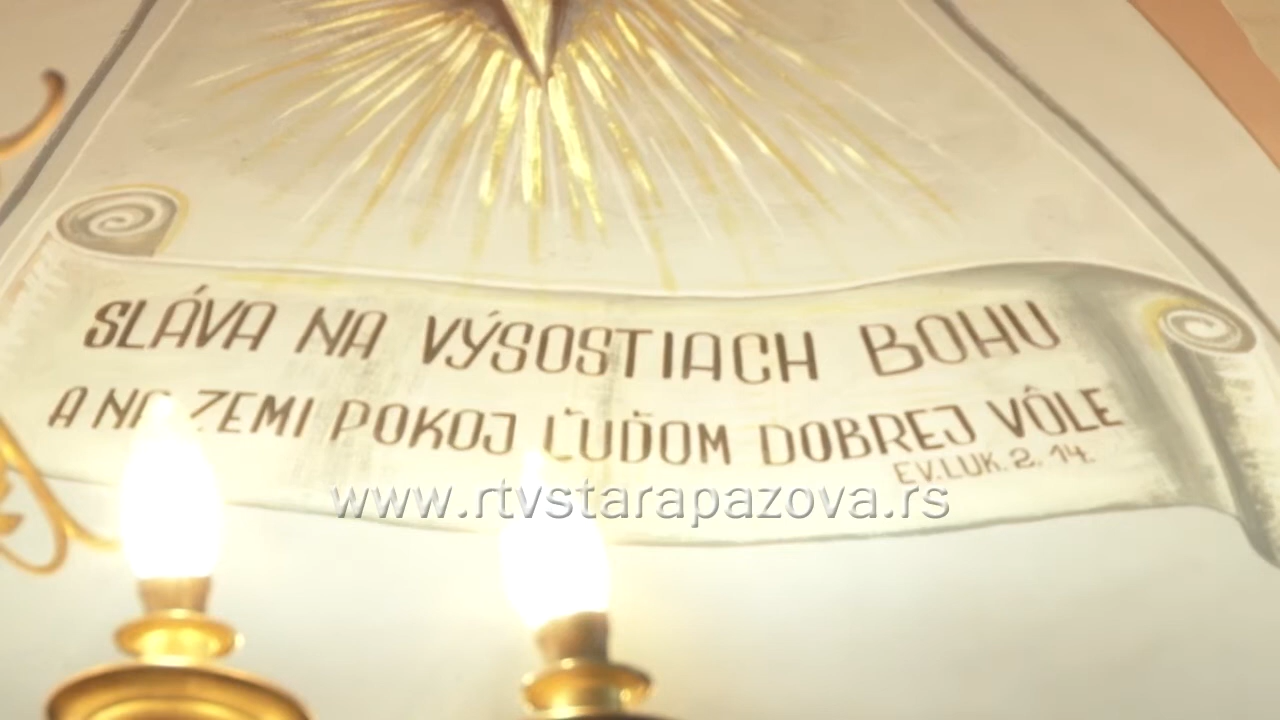 SLÁVA NA VÝSOSTIACH BOHU
A NA ZEMI POKOJ ĽUĎOM DOBREJ VÔLE
EV. LUK. 2. 14.
www.rtvstarapazova.rs